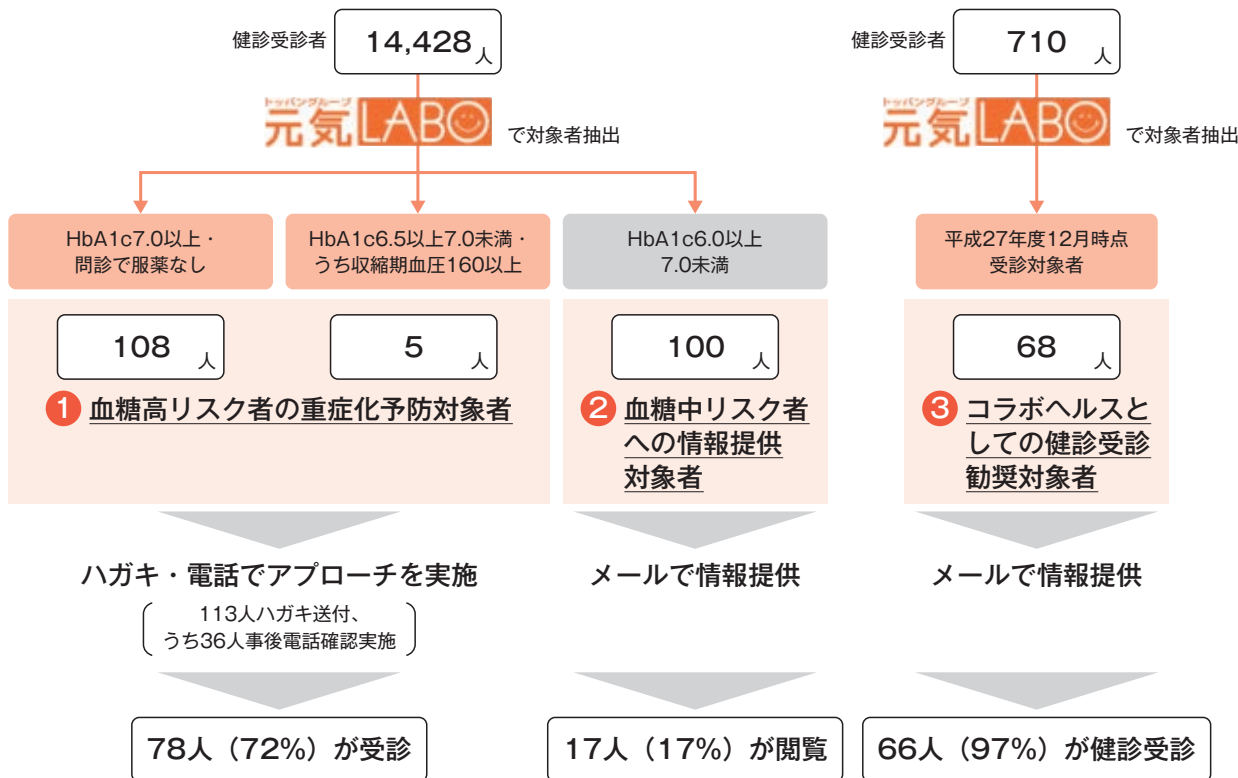 健診受診者 14,428人
トッパングループ
元気LABO で対象者抽出
HbA1c7.0以上・
問診で服薬なし
HbA1c6.5以上7.0未満・
うち収縮期血圧160以上
HbA1c6.0以上
7.0未満
108人
5人
100人
❶ 血糖高リスク者の重症化予防対象者
❷ 血糖中リスク者
への情報提供
対象者
ハガキ・電話でアプローチを実施
113人ハガキ送付、
うち36人事後電話確認実施
メールで情報提供
78人（72%）が受診
17人（17%）が閲覧
健診受診者 710人
トッパングループ
元気LABO で対象者抽出
平成27年度12月時点
受診対象者
68人
❸ コラボヘルスと
しての健診受診
勧奨対象者
メールで情報提供
66人（97%）が健診受診